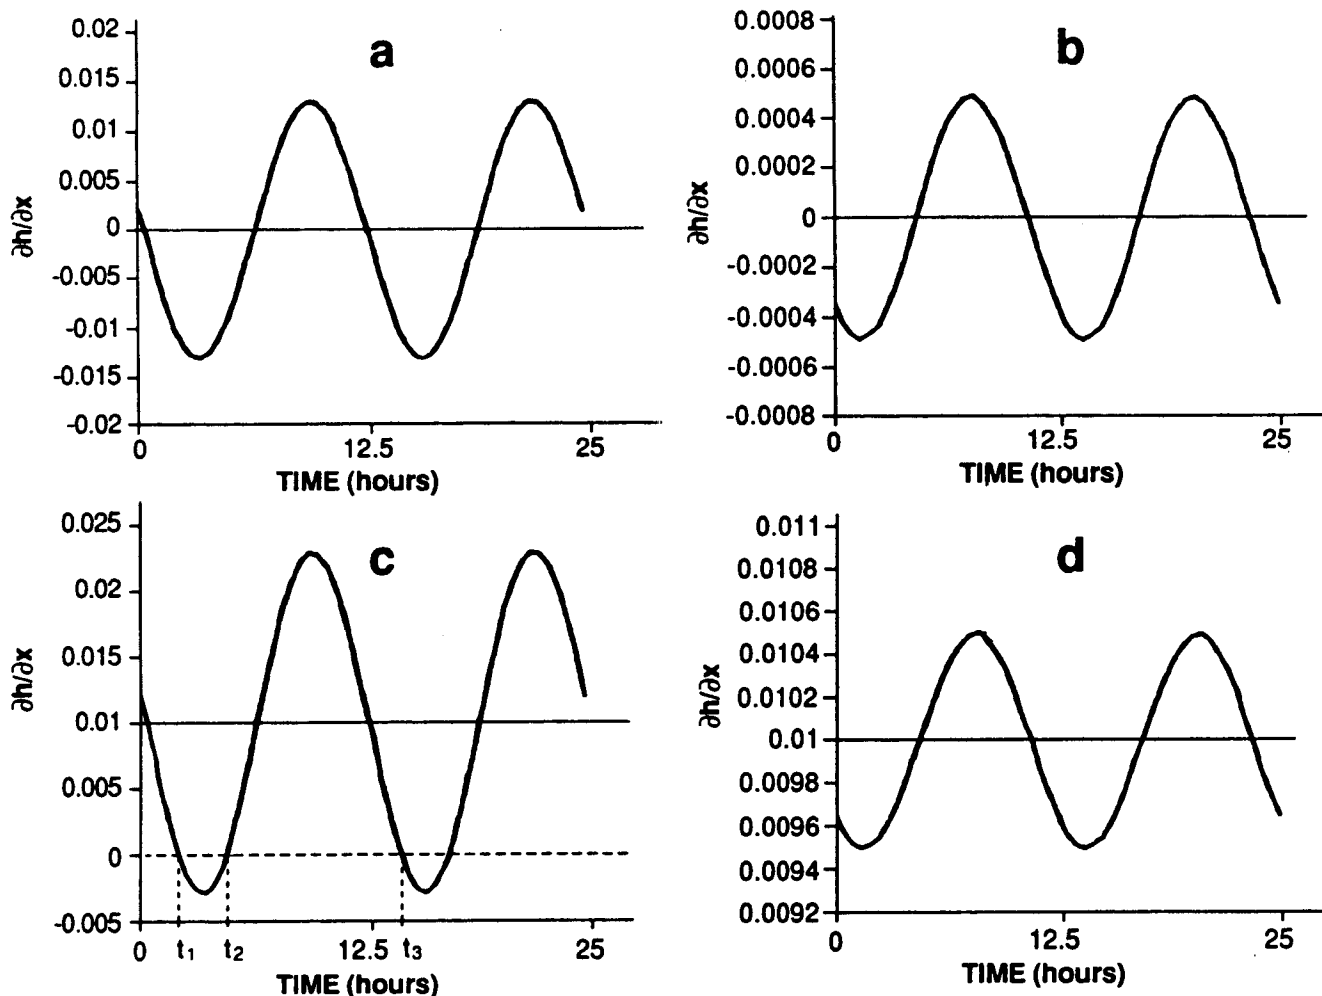 a
0.02
0.015
0.01
0.005
0
-0.005
-0.01
-0.015
-0.02
∂h/∂x
0 12.5 25
TIME (hours)
b
0.0008
0.0006
0.0004
0.0002
0
-0.0002
-0.0004
-0.0006
-0.0008
∂h/∂x
0 12.5 25
TIME (hours)
c
0.025
0.02
0.015
0.01
0.005
0
-0.005
∂h/∂x
0 t₁ t₂ 12.5 t₃ 25
TIME (hours)
d
0.011
0.0108
0.0106
0.0104
0.0102
0.01
0.0098
0.0096
0.0094
0.0092
∂h/∂x
0 12.5 25
TIME (hours)